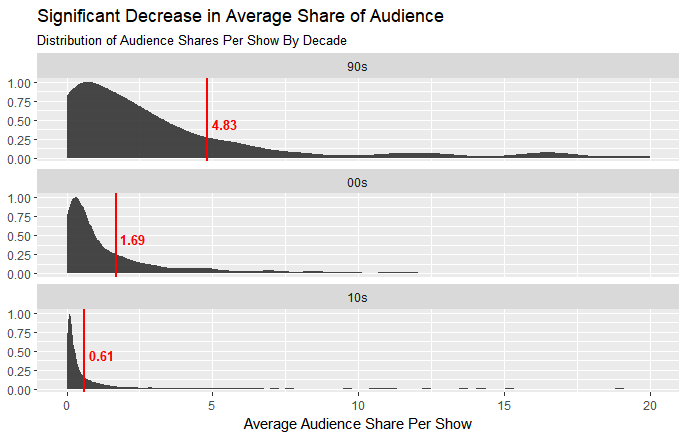 Significant Decrease in Average Share of Audience
Distribution of Audience Shares Per Show By Decade
90s
1.00
0.75
0.50
0.25
0.00
4.83
00s
1.00
0.75
0.50
0.25
0.00
1.69
10s
1.00
0.75
0.50
0.25
0.00
0.61
0 5 10 15 20
Average Audience Share Per Show